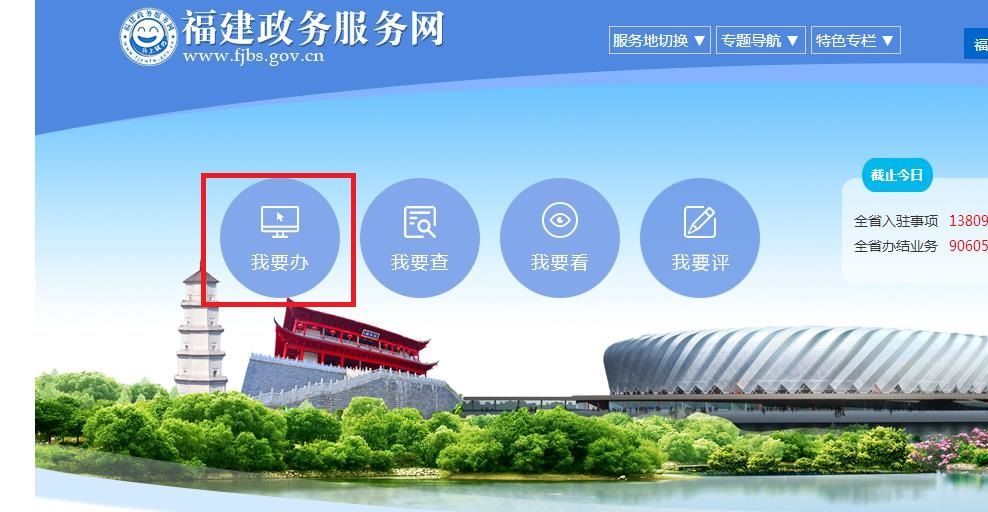 福建政务服务网
www.fjbs.gov.cn
服务地切换 ▼ 专题导航 ▼ 特色专栏 ▼ 福
截止今日
全省入驻事项 13809
全省办结业务 90605
我要办 我要查 我要看 我要评